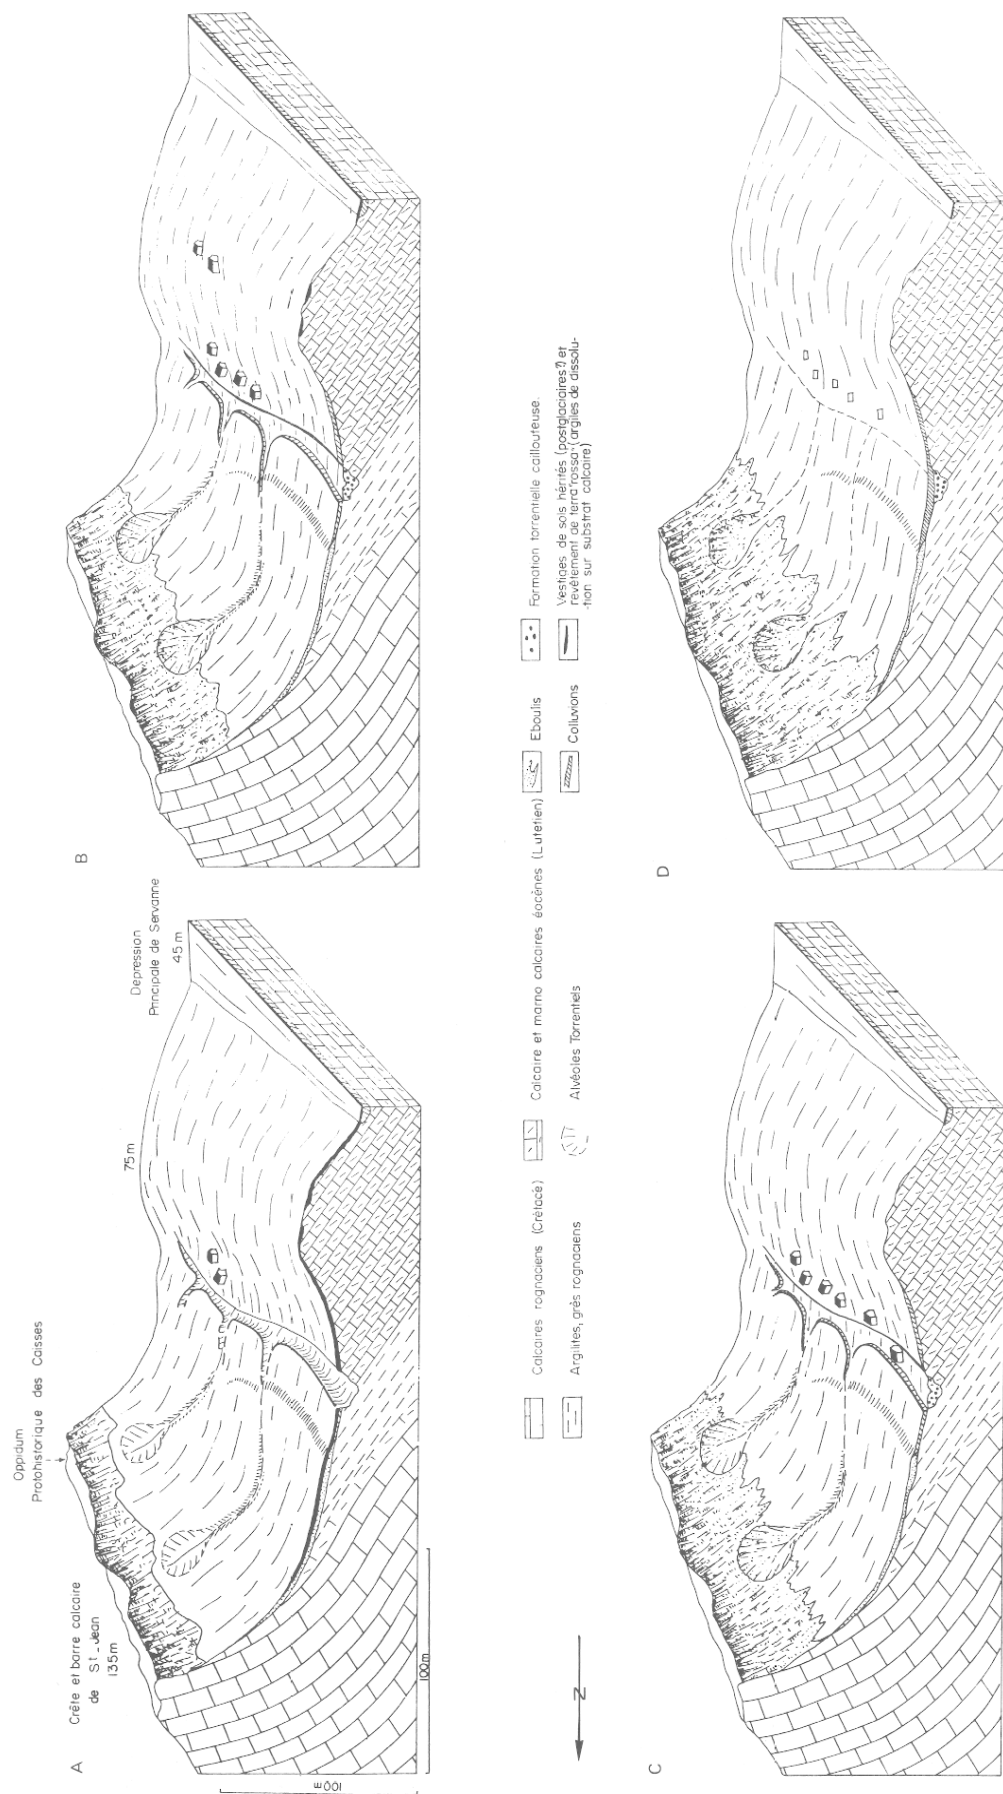 A
Oppidum
Protohistorique des Caisses
Crête et barre calcaire
de St-Jean
135m
75m
Depression
Principale de Servanne
45m
100m
100m
B
Calcaires rognaciens (Crétacé)
Calcaire et marno calcaires éocènes (Lutetien)
Eboulis
Formation torrentielle caillouteuse.
Argilites, grès rognaciens
Alvéoles Torrentiels
Colluvions
Vestiges de sols hérités (postglaciaires?) et
revêtement de terra "rossa" (argiles de dissolu-
-tion sur substrat calcaire)
N
C
D